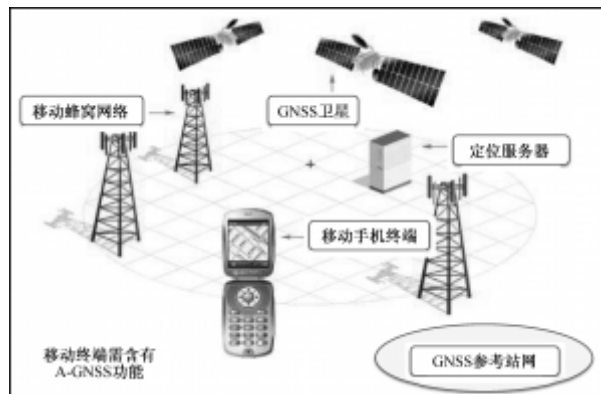 移动蜂窝网络
GNSS卫星
定位服务器
移动手机终端
移动终端需含有
A-GNSS功能
GNSS参考站网